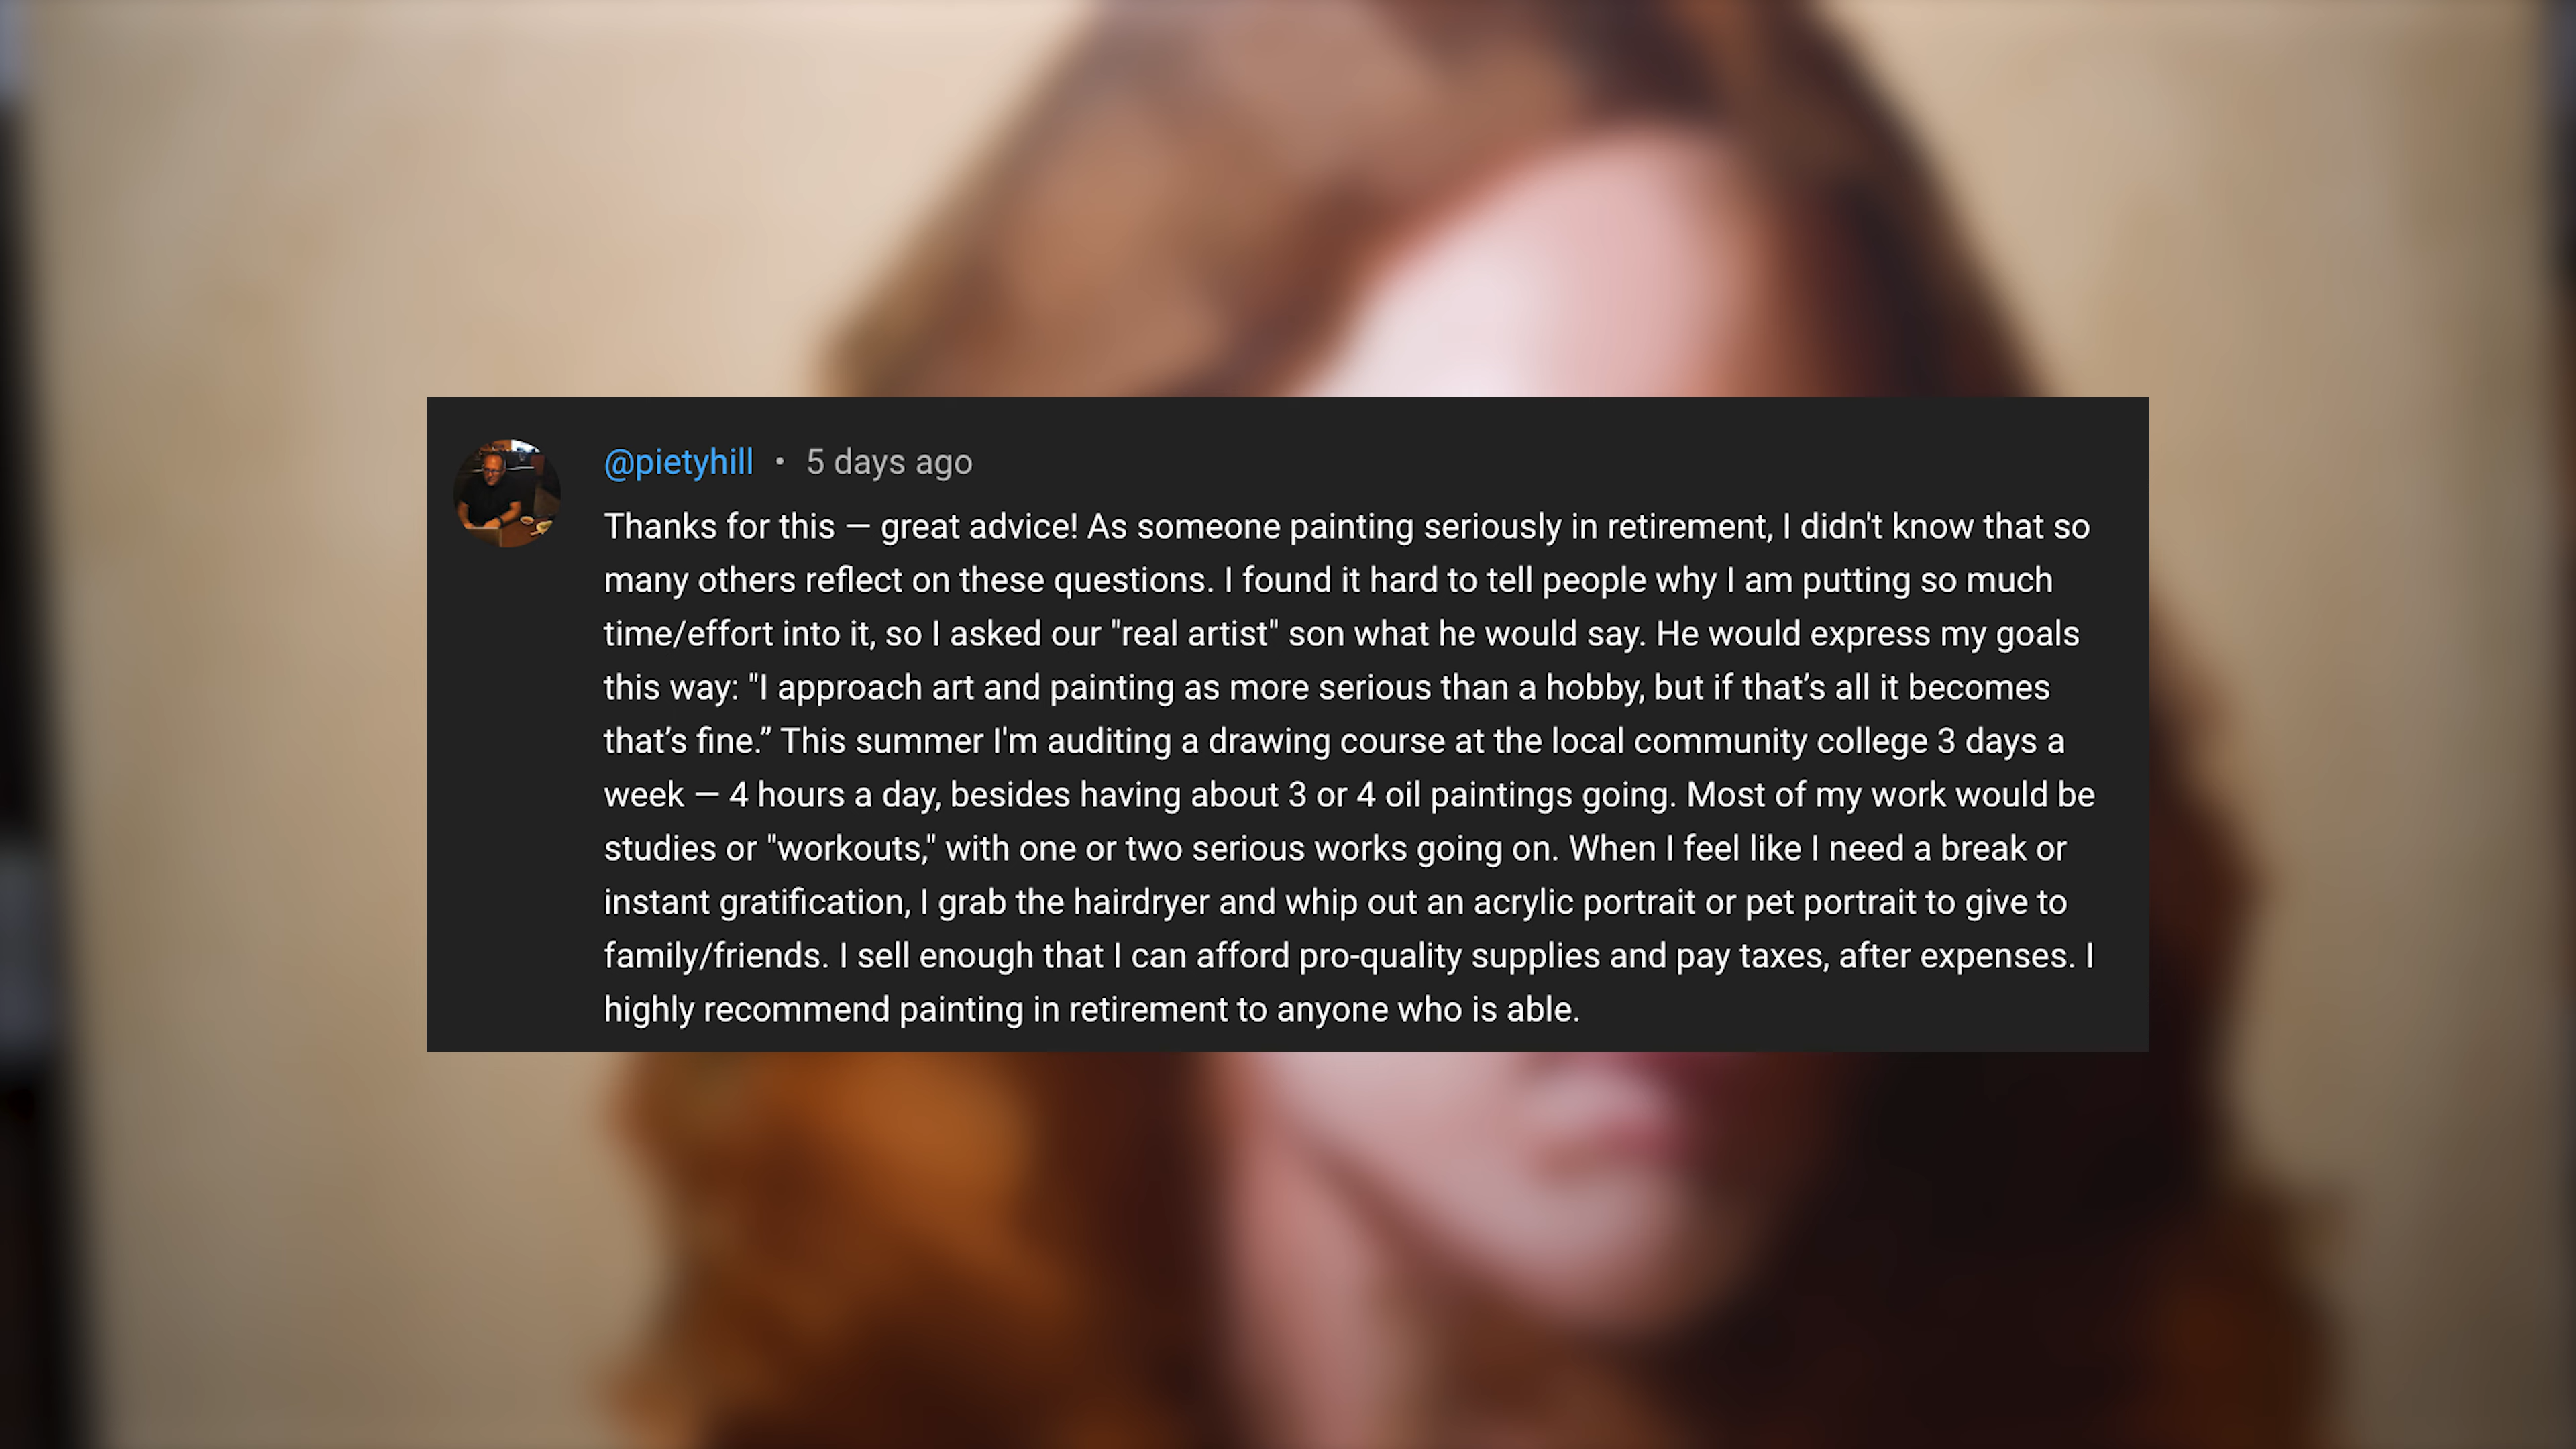 @pietyhill • 5 days ago
Thanks for this — great advice! As someone painting seriously in retirement, I didn't know that so
many others reflect on these questions. I found it hard to tell people why I am putting so much
time/effort into it, so I asked our "real artist" son what he would say. He would express my goals
this way: "I approach art and painting as more serious than a hobby, but if that’s all it becomes
that’s fine.” This summer I'm auditing a drawing course at the local community college 3 days a
week — 4 hours a day, besides having about 3 or 4 oil paintings going. Most of my work would be
studies or "workouts," with one or two serious works going on. When I feel like I need a break or
instant gratification, I grab the hairdryer and whip out an acrylic portrait or pet portrait to give to
family/friends. I sell enough that I can afford pro-quality supplies and pay taxes, after expenses. I
highly recommend painting in retirement to anyone who is able.